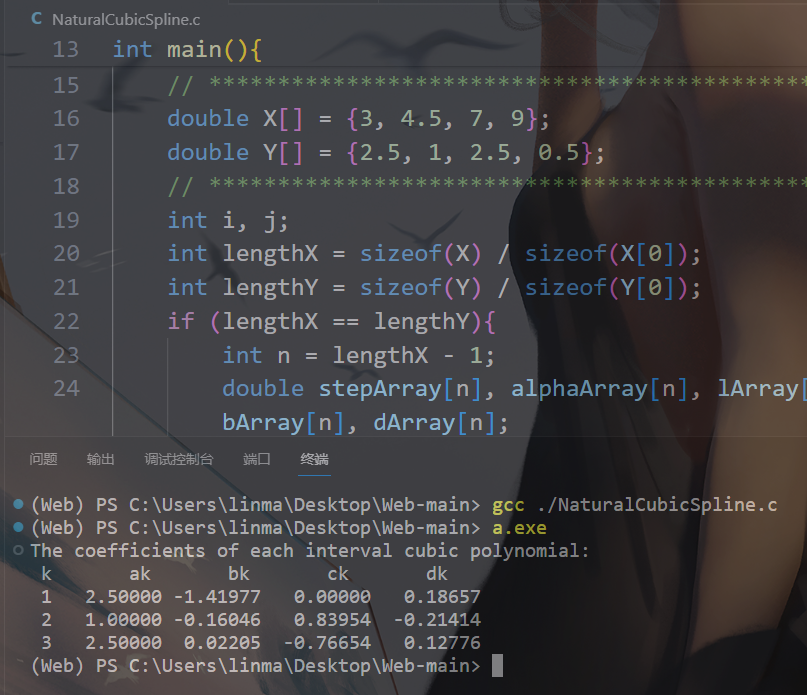 C NaturalCubicSpline.c
13 int main(){
15 // *******************************************
16 double X[] = {3, 4.5, 7, 9};
17 double Y[] = {2.5, 1, 2.5, 0.5};
18 // *******************************************
19 int i, j;
20 int lengthX = sizeof(X) / sizeof(X[0]);
21 int lengthY = sizeof(Y) / sizeof(Y[0]);
22 if (lengthX == lengthY){
23 int n = lengthX - 1;
24 double stepArray[n], alphaArray[n], lArray[
bArray[n], dArray[n];
问题 输出 调试控制台 端口 终端
(Web) PS C:\Users\linma\Desktop\Web-main> gcc ./NaturalCubicSpline.c
(Web) PS C:\Users\linma\Desktop\Web-main> a.exe
The coefficients of each interval cubic polynomial:
k ak bk ck dk
1 2.50000 -1.41977 0.00000 0.18657
2 1.00000 -0.16046 0.83954 -0.21414
3 2.50000 0.02205 -0.76654 0.12776
(Web) PS C:\Users\linma\Desktop\Web-main>